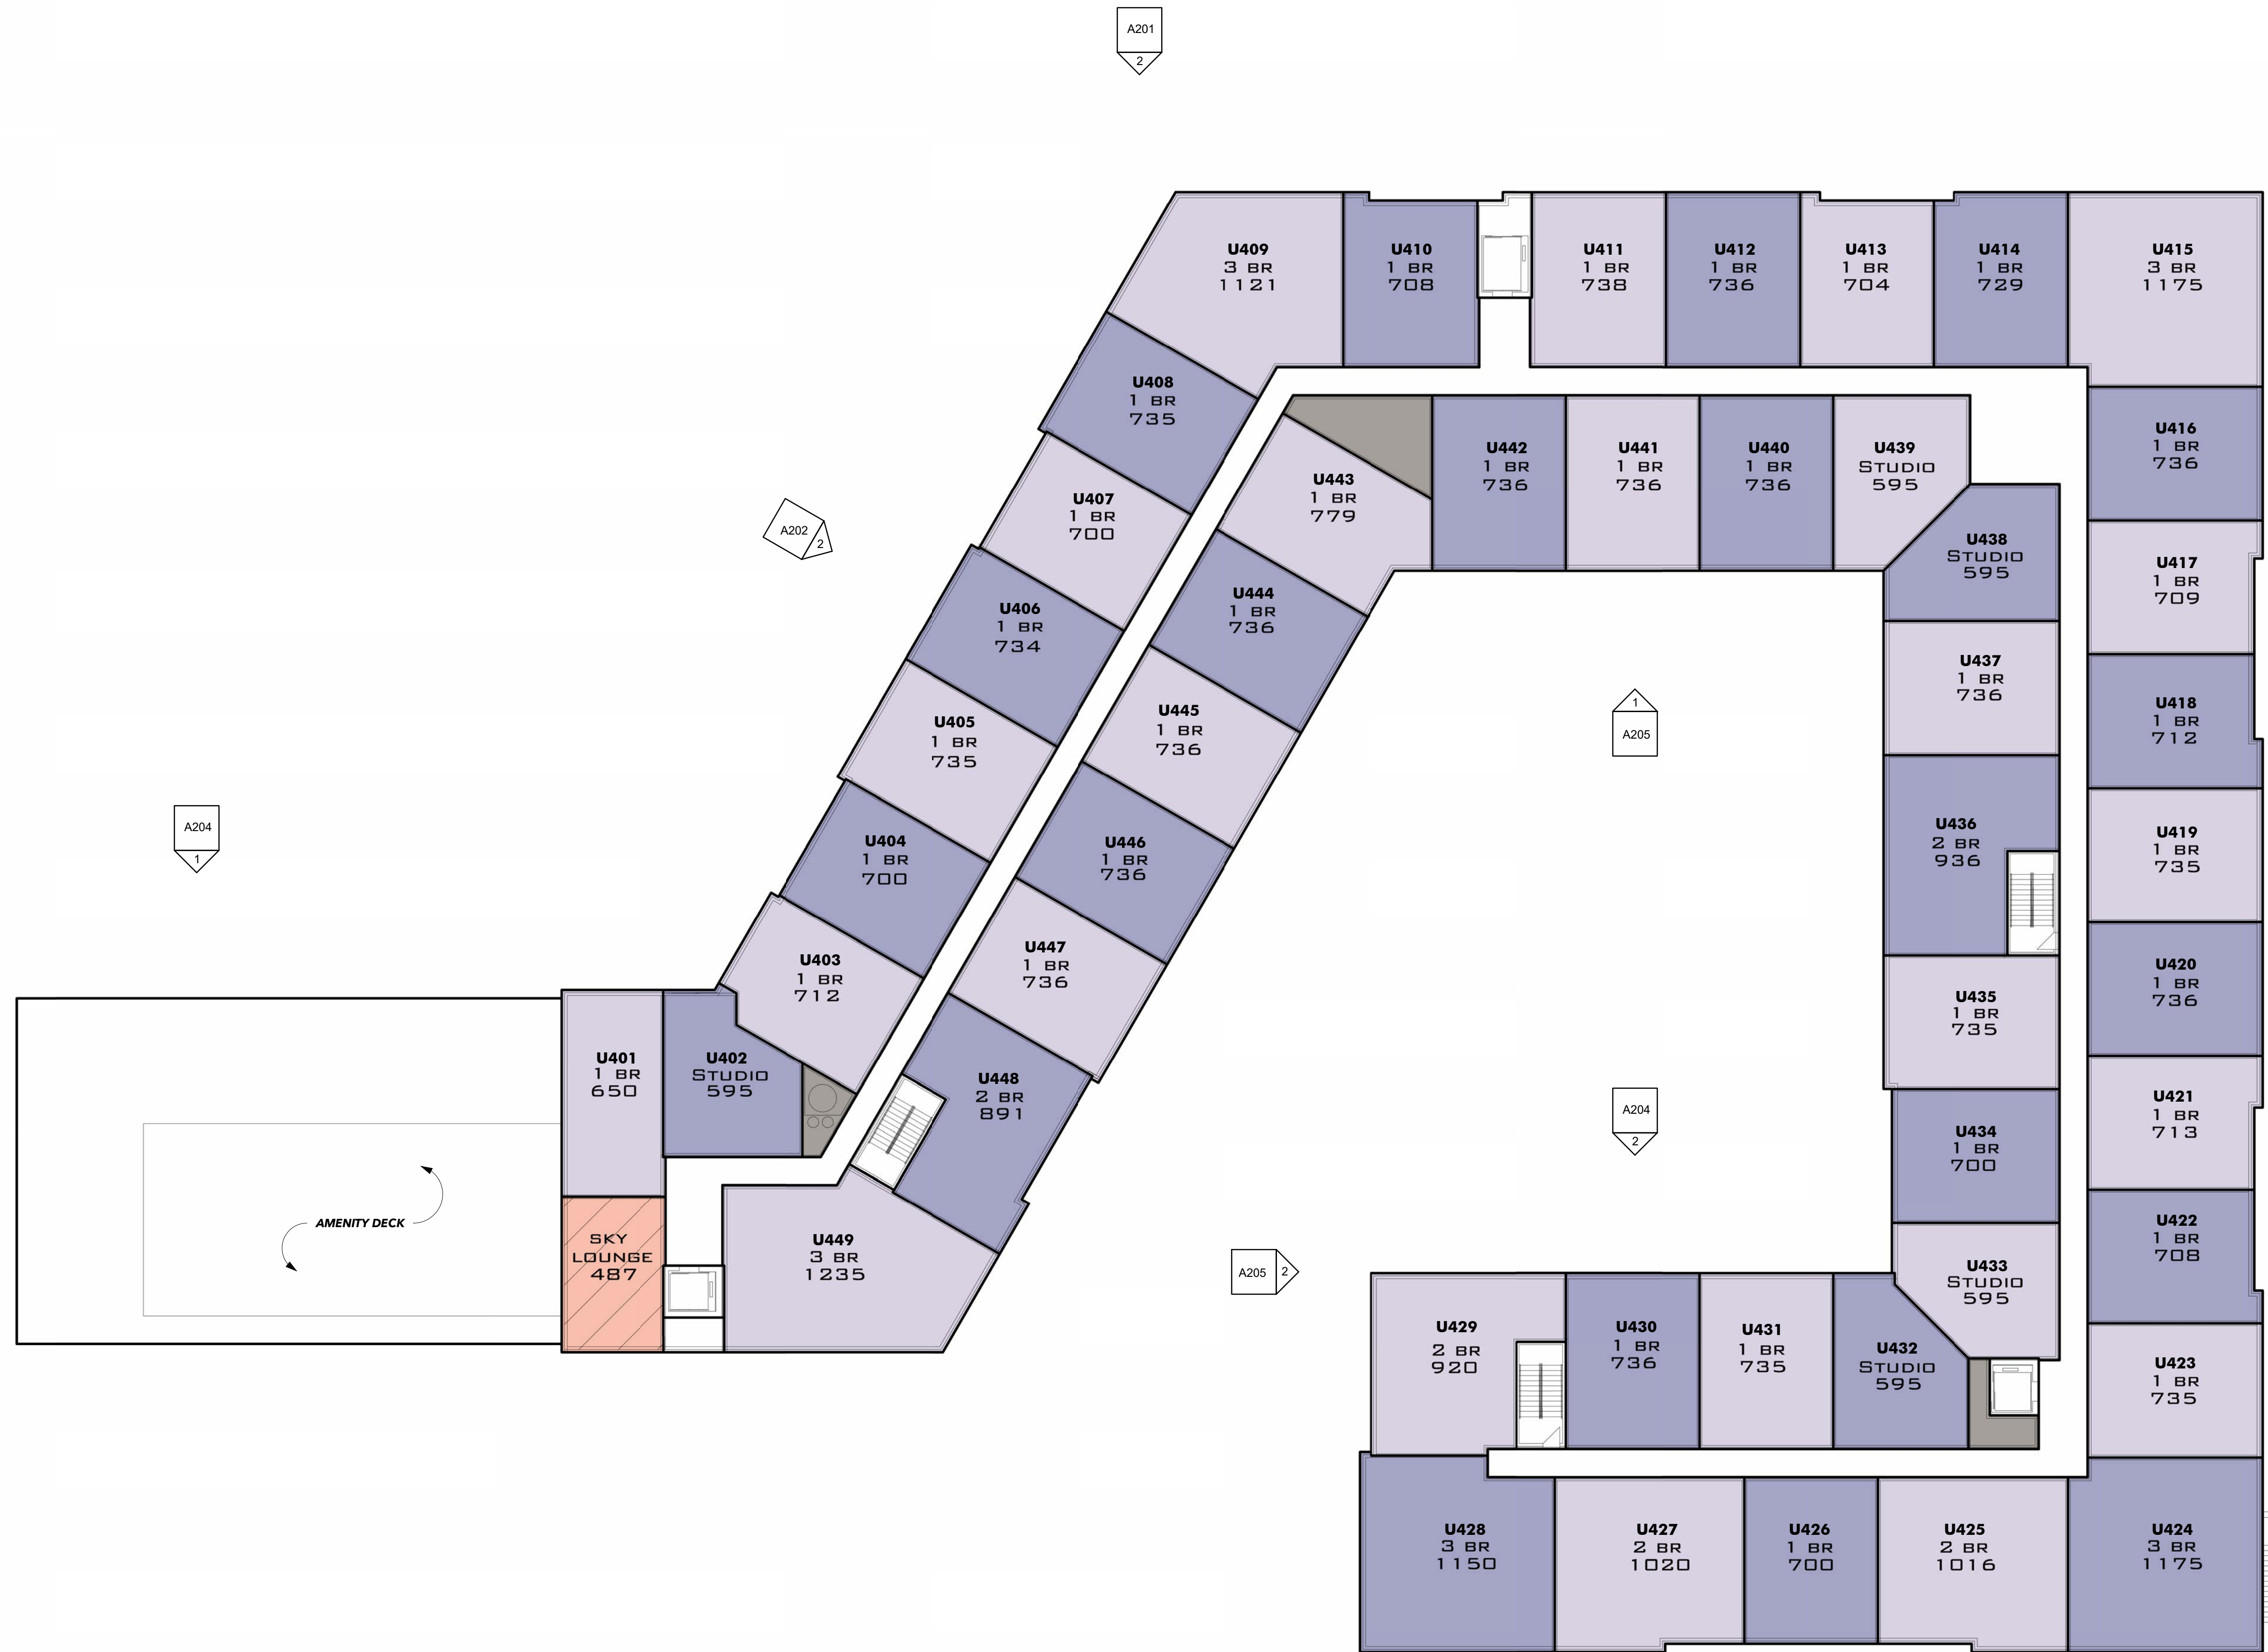 A201
2
U409
3 BR
1121
U410
1 BR
708
U411
1 BR
738
U412
1 BR
736
U413
1 BR
704
U414
1 BR
729
U415
3 BR
1175
U408
1 BR
735
U407
1 BR
700
U443
1 BR
779
U442
1 BR
736
U441
1 BR
736
U440
1 BR
736
U439
STUDIO
595
U416
1 BR
736
A202
2
U438
STUDIO
595
U417
1 BR
709
U406
1 BR
734
U444
1 BR
736
U437
1 BR
736
U405
1 BR
735
U445
1 BR
736
1
A205
U418
1 BR
712
A204
1
U404
1 BR
700
U446
1 BR
736
U436
2 BR
936
U419
1 BR
735
U403
1 BR
712
U447
1 BR
736
U435
1 BR
735
U420
1 BR
736
U401
1 BR
650
U402
STUDIO
595
U448
2 BR
891
A204
2
U434
1 BR
700
U421
1 BR
713
AMENITY DECK
SKY
LOUNGE
487
U449
3 BR
1235
A205
2
U433
STUDIO
595
U422
1 BR
708
U429
2 BR
920
U430
1 BR
736
U431
1 BR
735
U432
STUDIO
595
U423
1 BR
735
U428
3 BR
1150
U427
2 BR
1020
U426
1 BR
700
U425
2 BR
1016
U424
3 BR
1175